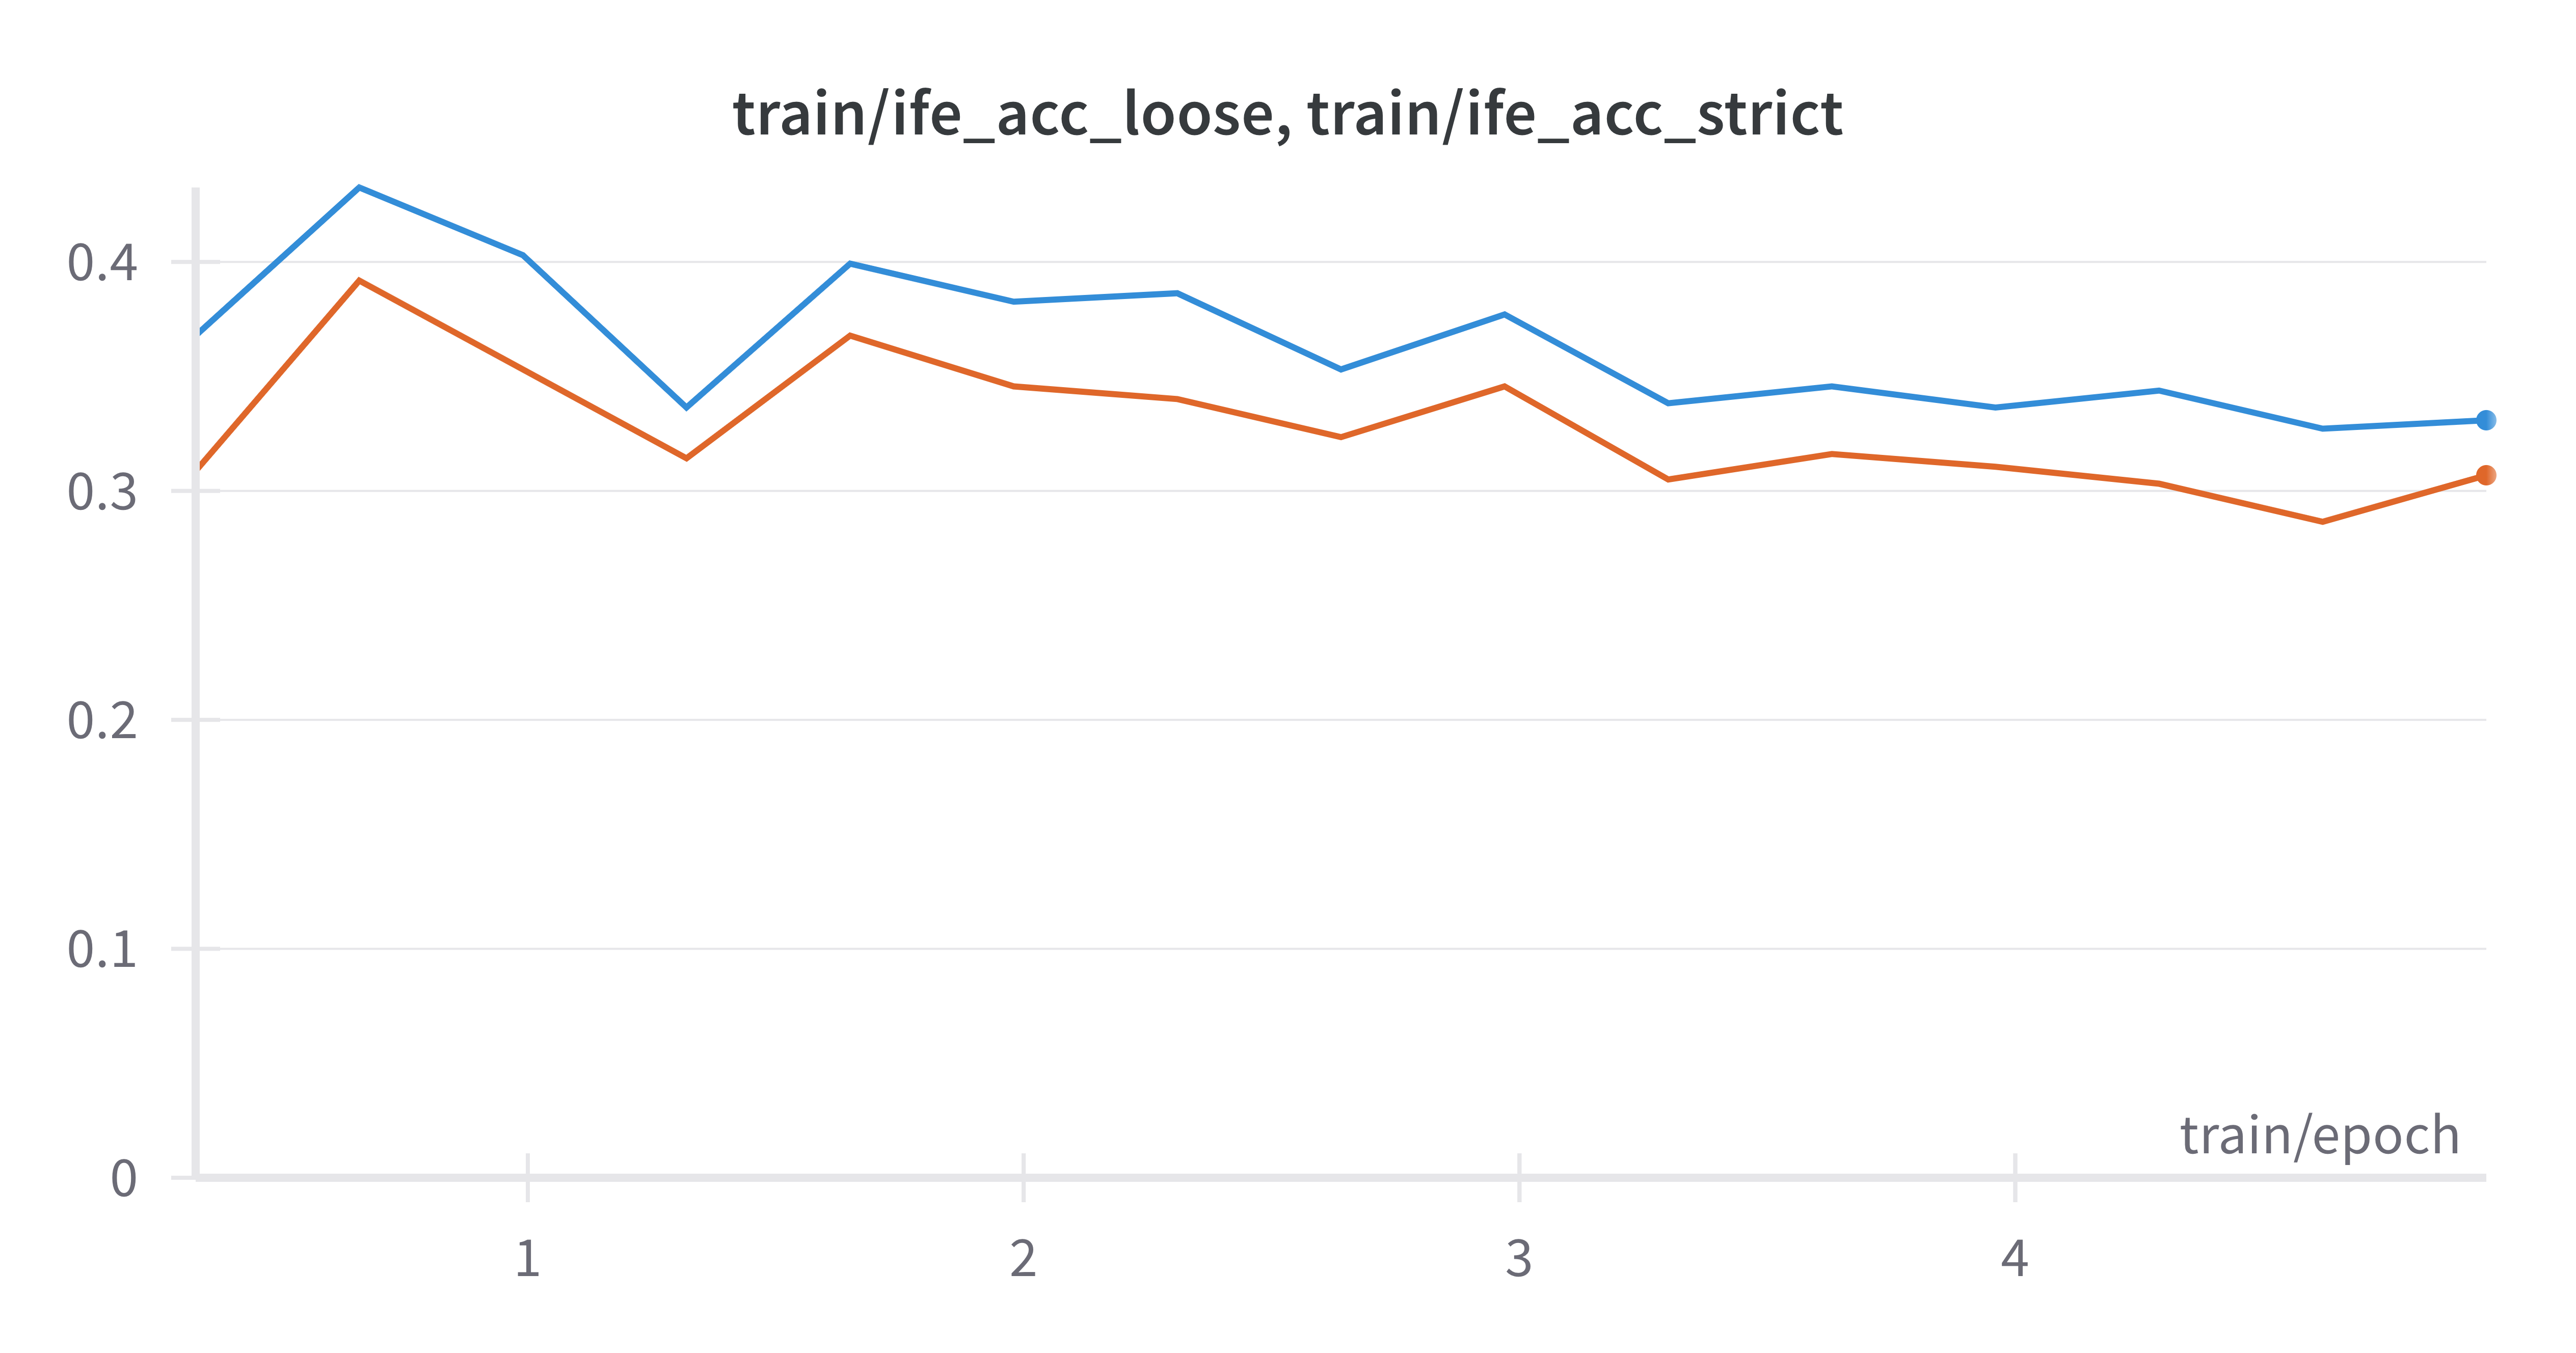 train/ife_acc_loose, train/ife_acc_strict
0.4
0.3
0.2
0.1
0
train/epoch
1 2 3 4